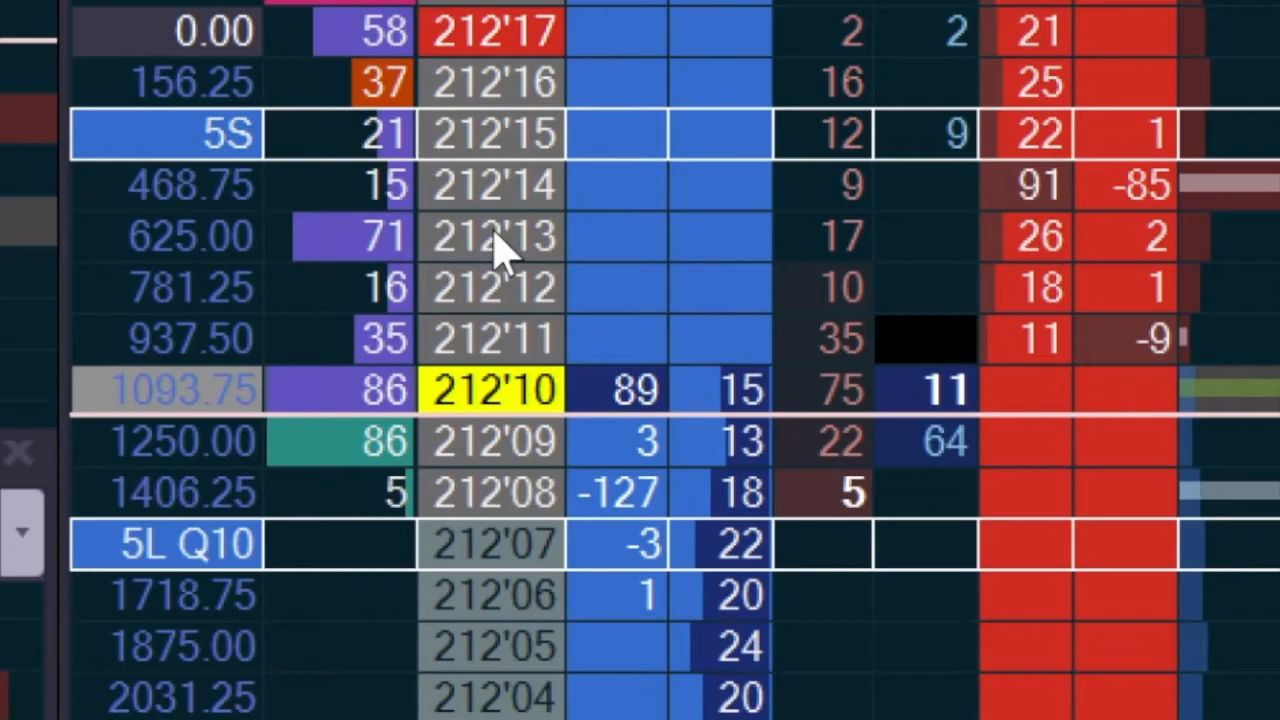 0.00 58 212'17 2 2 21
156.25 37 212'16 16 25
5S 21 212'15 12 9 22 1
468.75 15 212'14 9 91 -85
625.00 71 212'13 17 26 2
781.25 16 212'12 10 18 1
937.50 35 212'11 35 11 -9
1093.75 86 212'10 89 15 75 11
1250.00 86 212'09 3 13 22 64
1406.25 5 212'08 -127 18 5
5L Q10 212'07 -3 22
1718.75 212'06 1 20
1875.00 212'05 24
2031.25 212'04 20